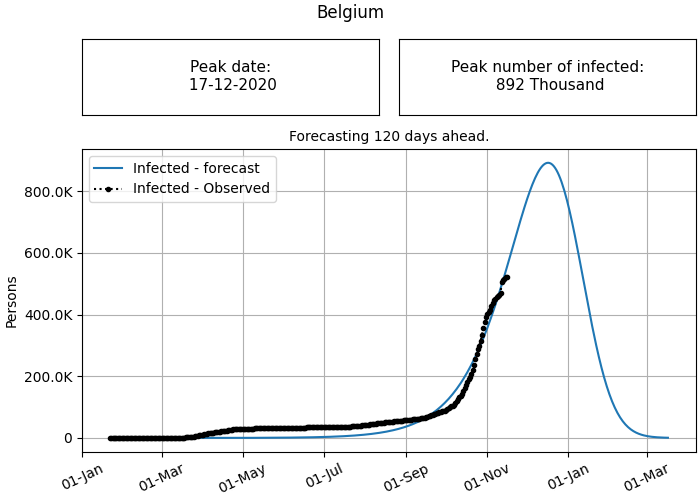 Belgium
Peak date:
17-12-2020
Peak number of infected:
892 Thousand
Forecasting 120 days ahead.
Infected - forecast
Infected - Observed
Persons
800.0K
600.0K
400.0K
200.0K
0
01-Jan
01-Mar
01-May
01-Jul
01-Sep
01-Nov
01-Jan
01-Mar